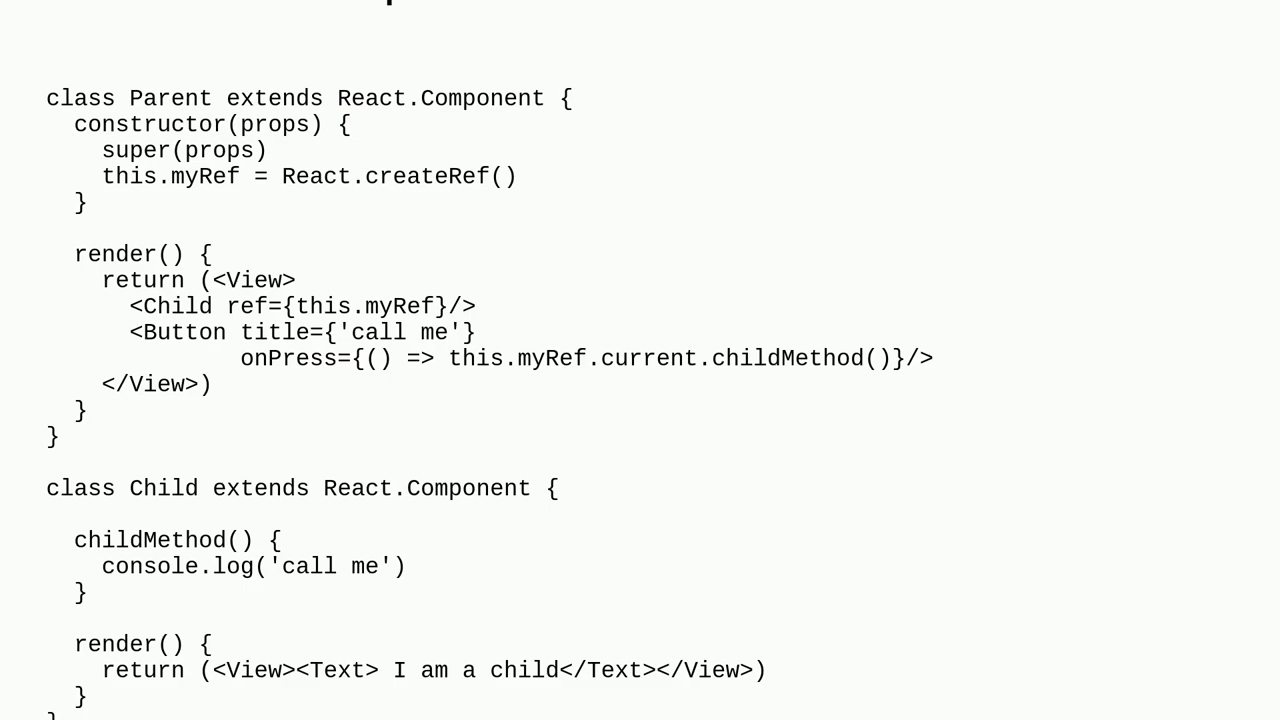 class Parent extends React.Component {
  constructor(props) {
    super(props)
    this.myRef = React.createRef()
  }

  render() {
    return (<View>
      <Child ref={this.myRef}/>
      <Button title={'call me'}
              onPress={() => this.myRef.current.childMethod()}/>
    </View>)
  }
}

class Child extends React.Component {

  childMethod() {
    console.log('call me')
  }

  render() {
    return (<View><Text> I am a child</Text></View>)
  }
}